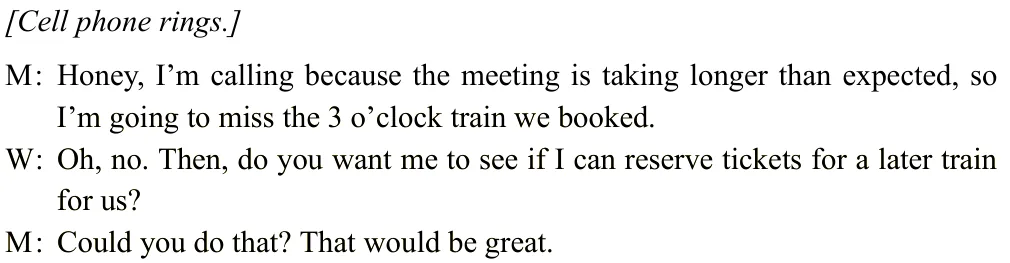 [Cell phone rings.]
M: Honey, I’m calling because the meeting is taking longer than expected, so
I’m going to miss the 3 o’clock train we booked.
W: Oh, no. Then, do you want me to see if I can reserve tickets for a later train
for us?
M: Could you do that? That would be great.